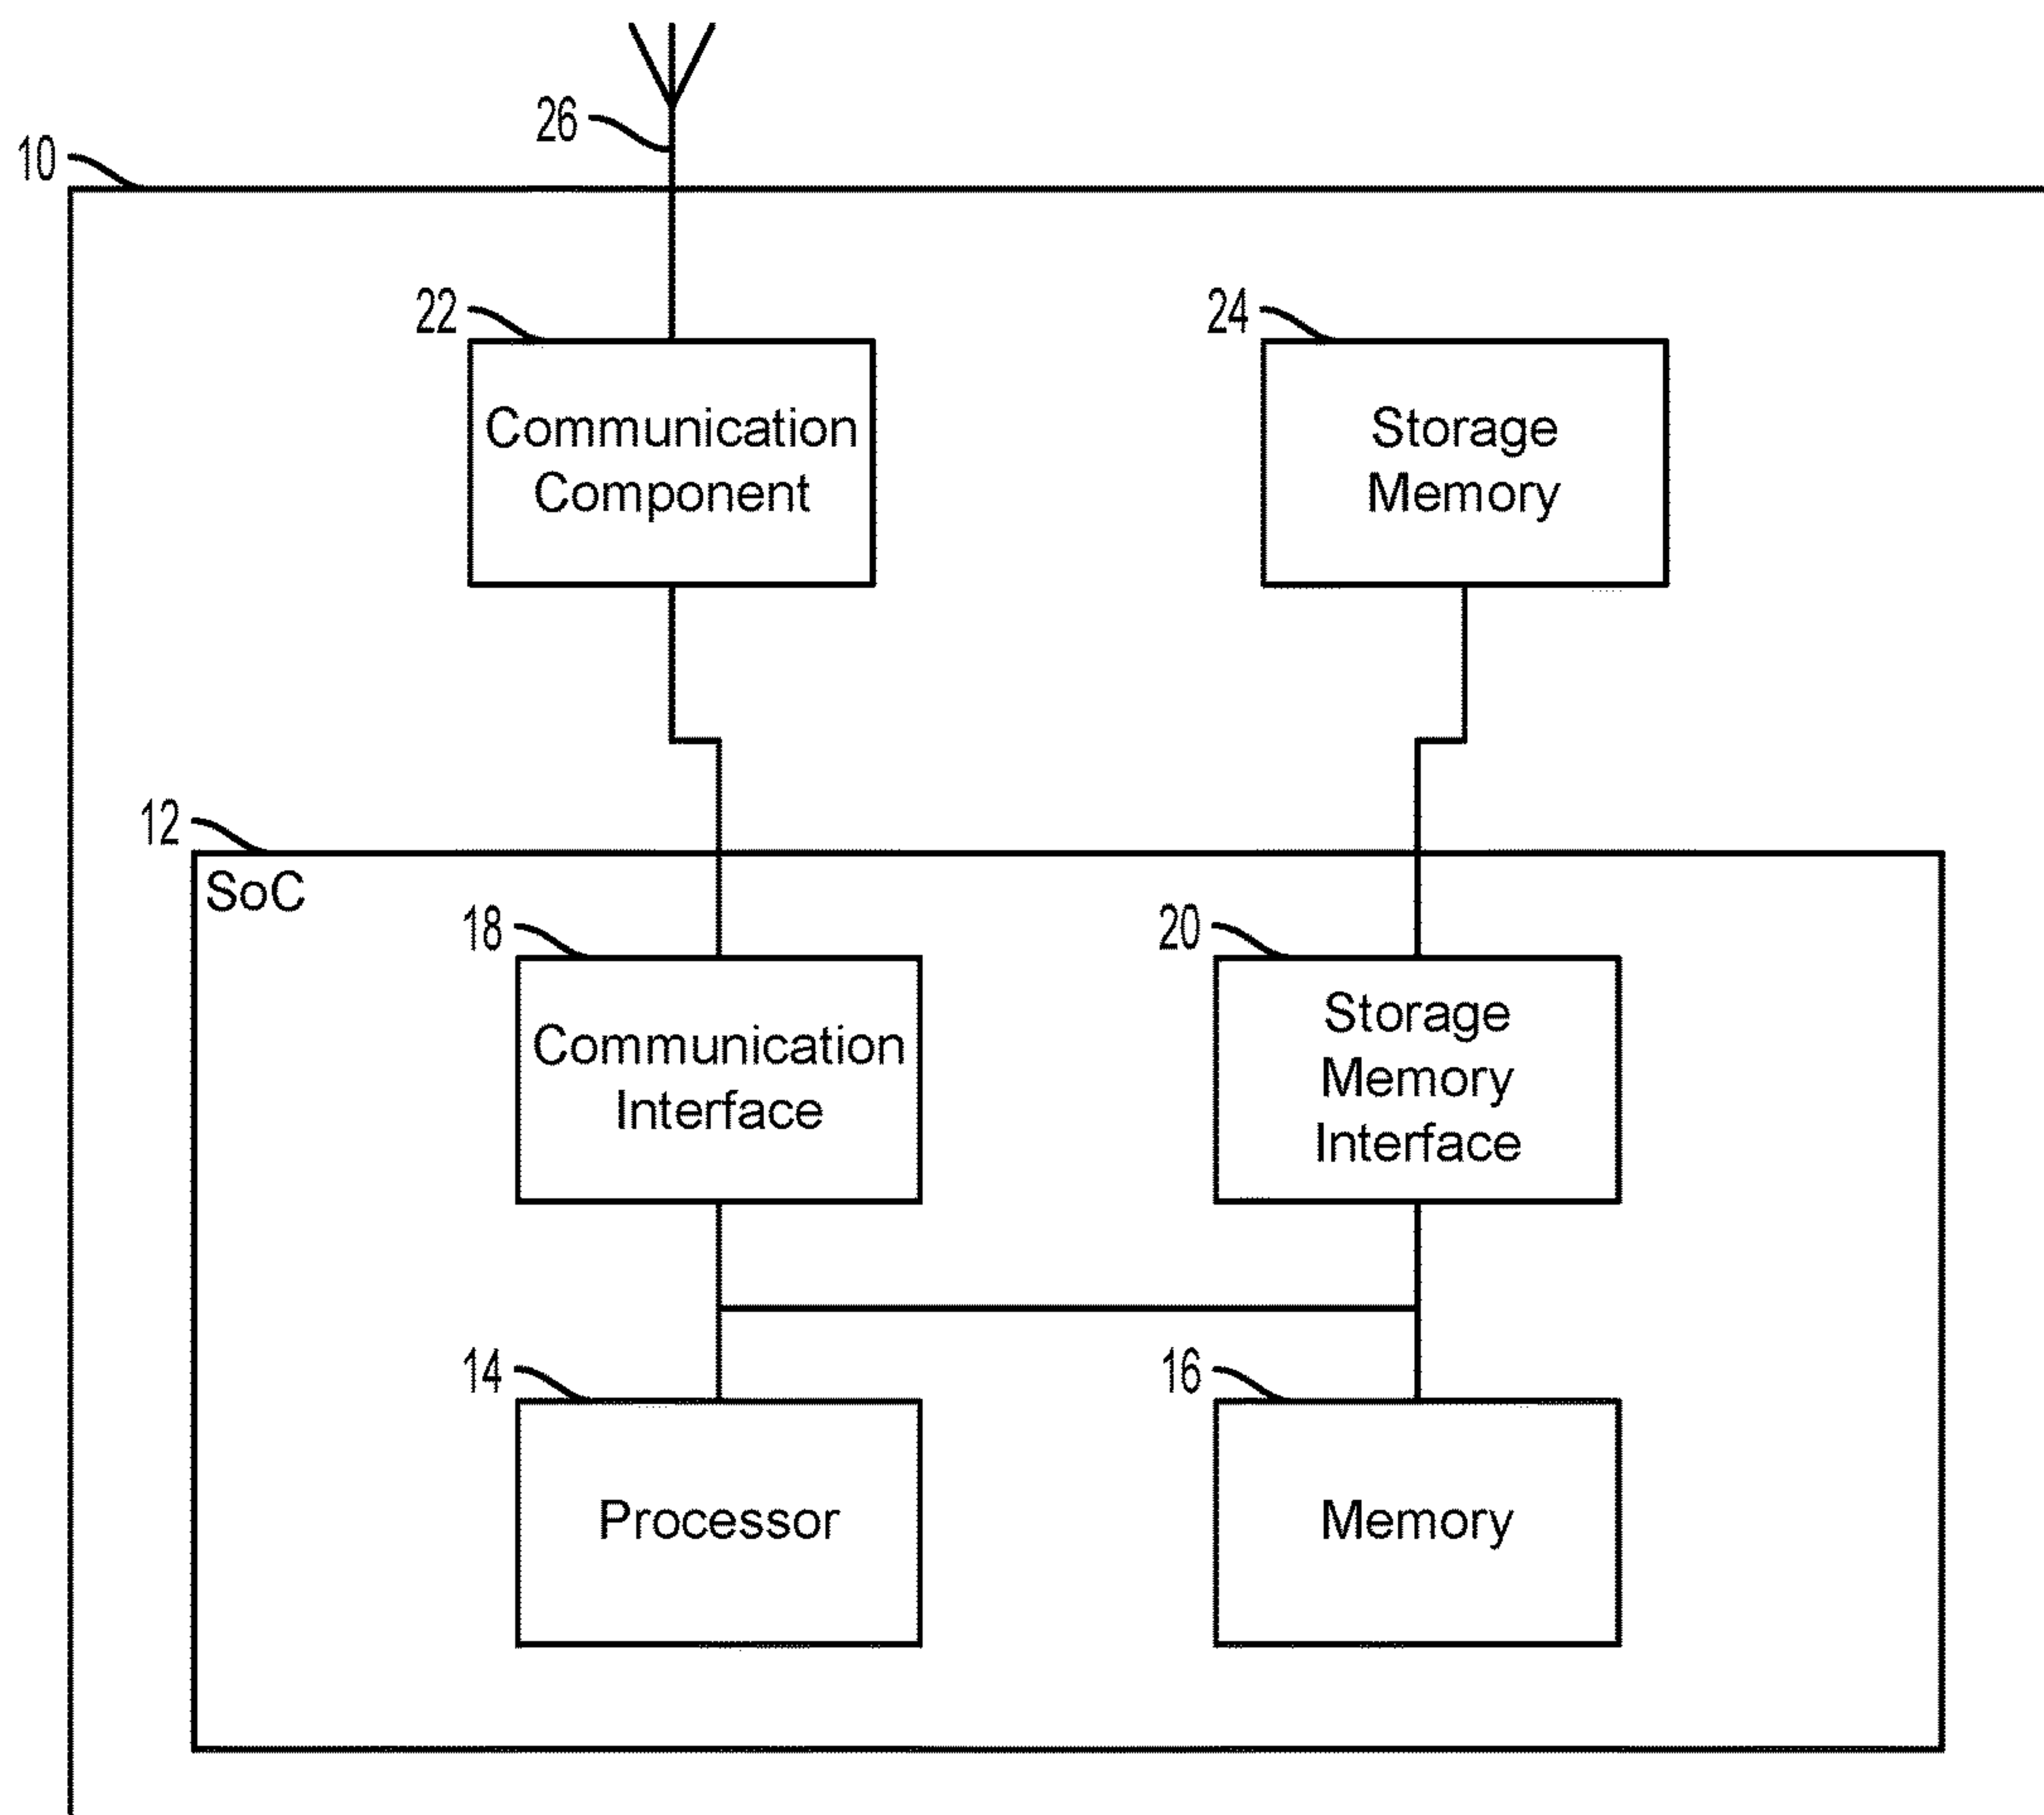 26
10
22
24
Communication
Component
Storage
Memory
12
SoC
18
20
Communication
Interface
Storage
Memory
Interface
14
16
Processor
Memory